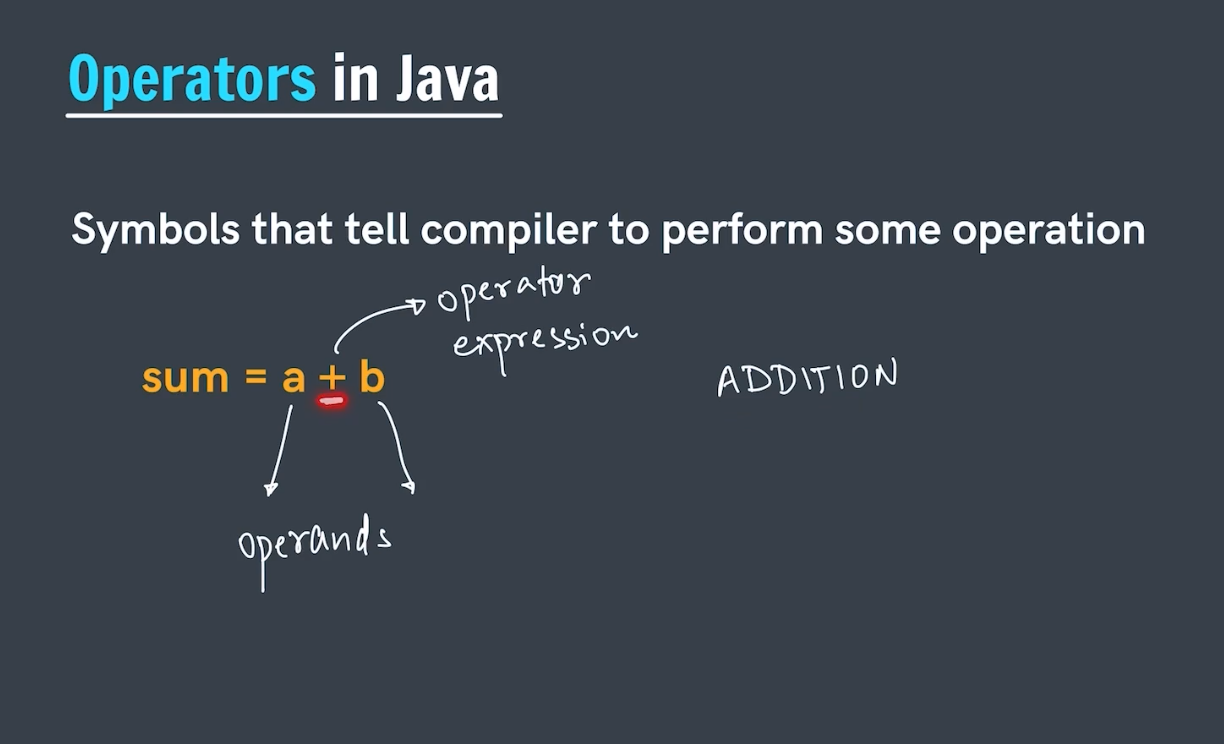 Operators in Java
Symbols that tell compiler to perform some operation
operator
expression
sum = a + b
ADDITION
operands